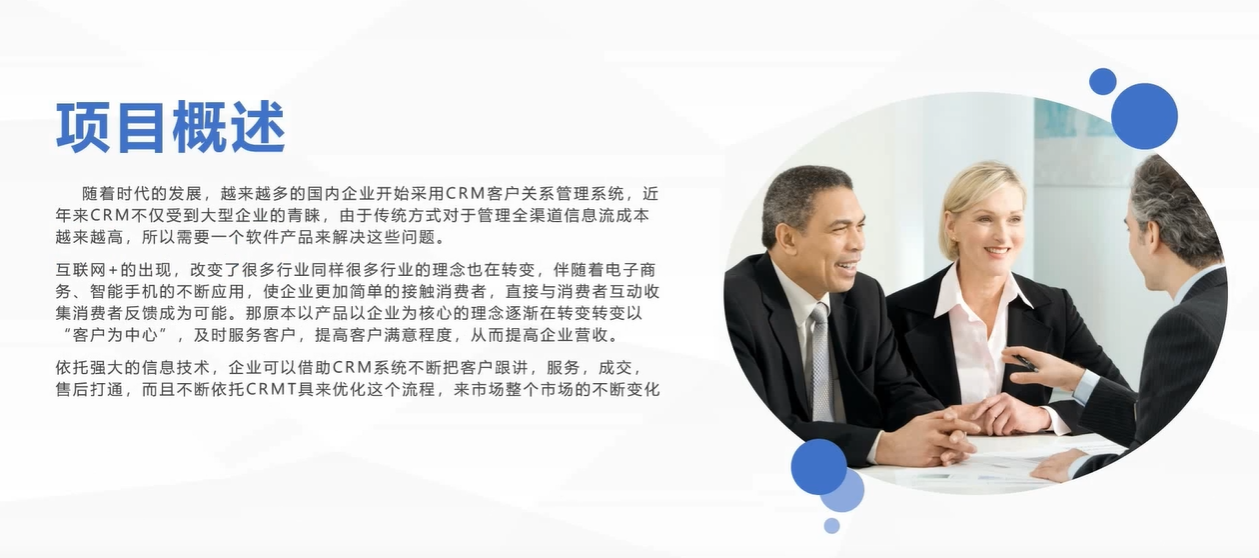 项目概述
随着时代的发展，越来越多的国内企业开始采用CRM客户关系管理系统，近
年来CRM不仅受到大型企业的青睐，由于传统方式对于管理全渠道信息流成本
越来越高，所以需要一个软件产品来解决这些问题。
互联网+的出现，改变了很多行业同样很多行业的理念也在转变，伴随着电子商
务、智能手机的不断应用，使企业更加简单的接触消费者，直接与消费者互动收
集消费者反馈成为可能。那原本以产品以企业为核心的理念逐渐在转变转变以
“客户为中心”，及时服务客户，提高客户满意程度，从而提高企业营收。
依托强大的信息技术，企业可以借助CRM系统不断把客户跟讲，服务，成交，
售后打通，而且不断依托CRMT具来优化这个流程，来市场整个市场的不断变化